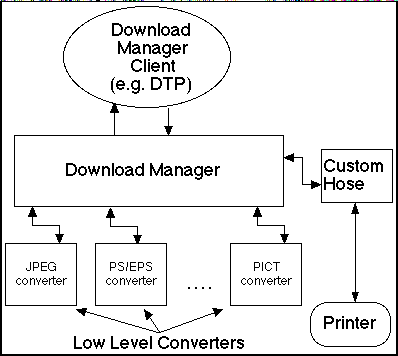 Download
Manager
Client
(e.g. DTP)
Download Manager
Custom
Hose
JPEG
converter
PS/EPS
converter
....
PICT
converter
Printer
Low Level Converters